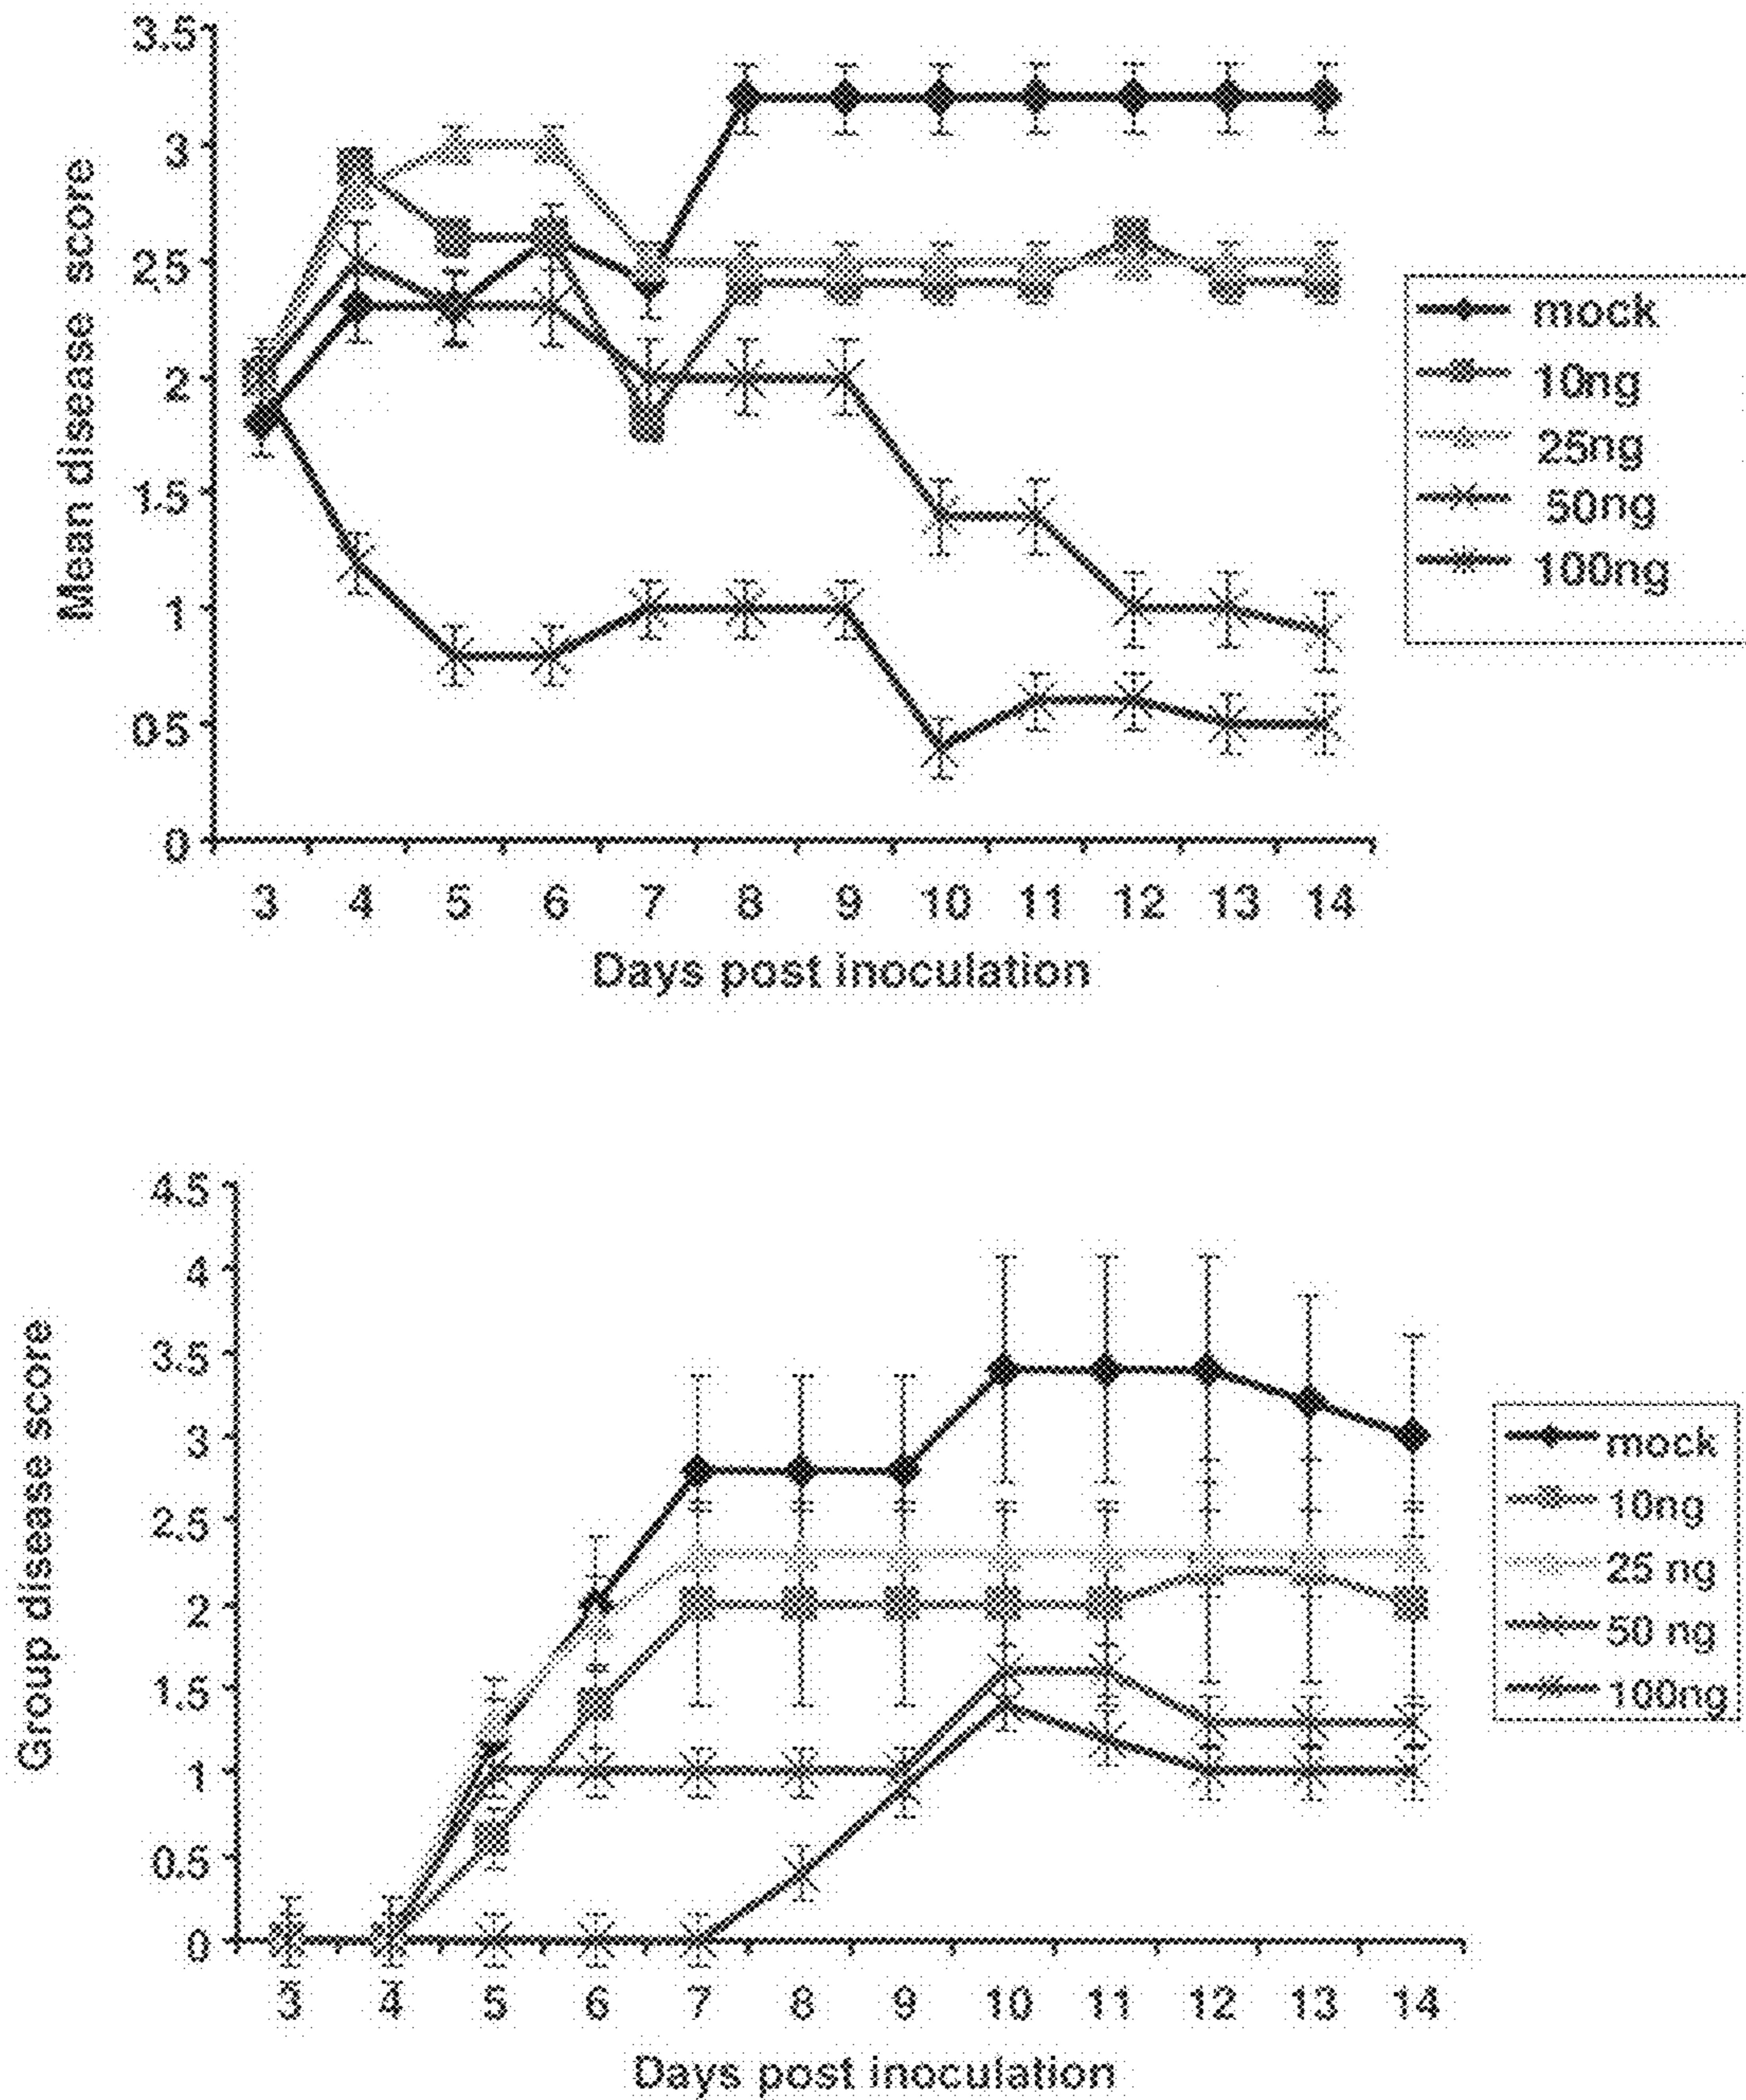 3.5
3
2.5
2
1.5
1
0.5
0
Mean disease score
3 4 5 6 7 8 9 10 11 12 13 14
Days post inoculation
mock
10ng
25ng
50ng
100ng
4.5
4
3.5
3
2.5
2
1.5
1
0.5
0
Group disease score
3 4 5 6 7 8 9 10 11 12 13 14
Days post inoculation
mock
10ng
25 ng
50 ng
100ng